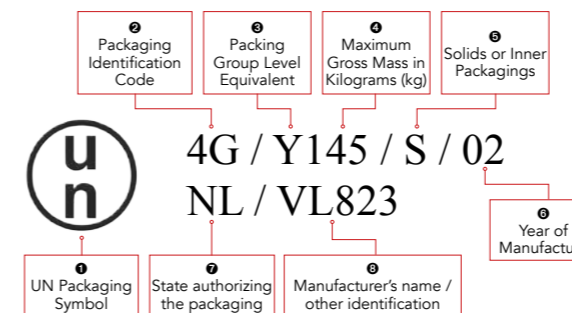 ❷
Packaging
Identification
Code
❸
Packing
Group Level
Equivalent
❹
Maximum
Gross Mass in
Kilograms (kg)
❺
Solids or Inner
Packagings
un
4G / Y145 / S / 02
NL / VL823
❻
Year of
❶
UN Packaging
Symbol
❼
State authorizing
the packaging
❽
Manufacturer's name /
other identification